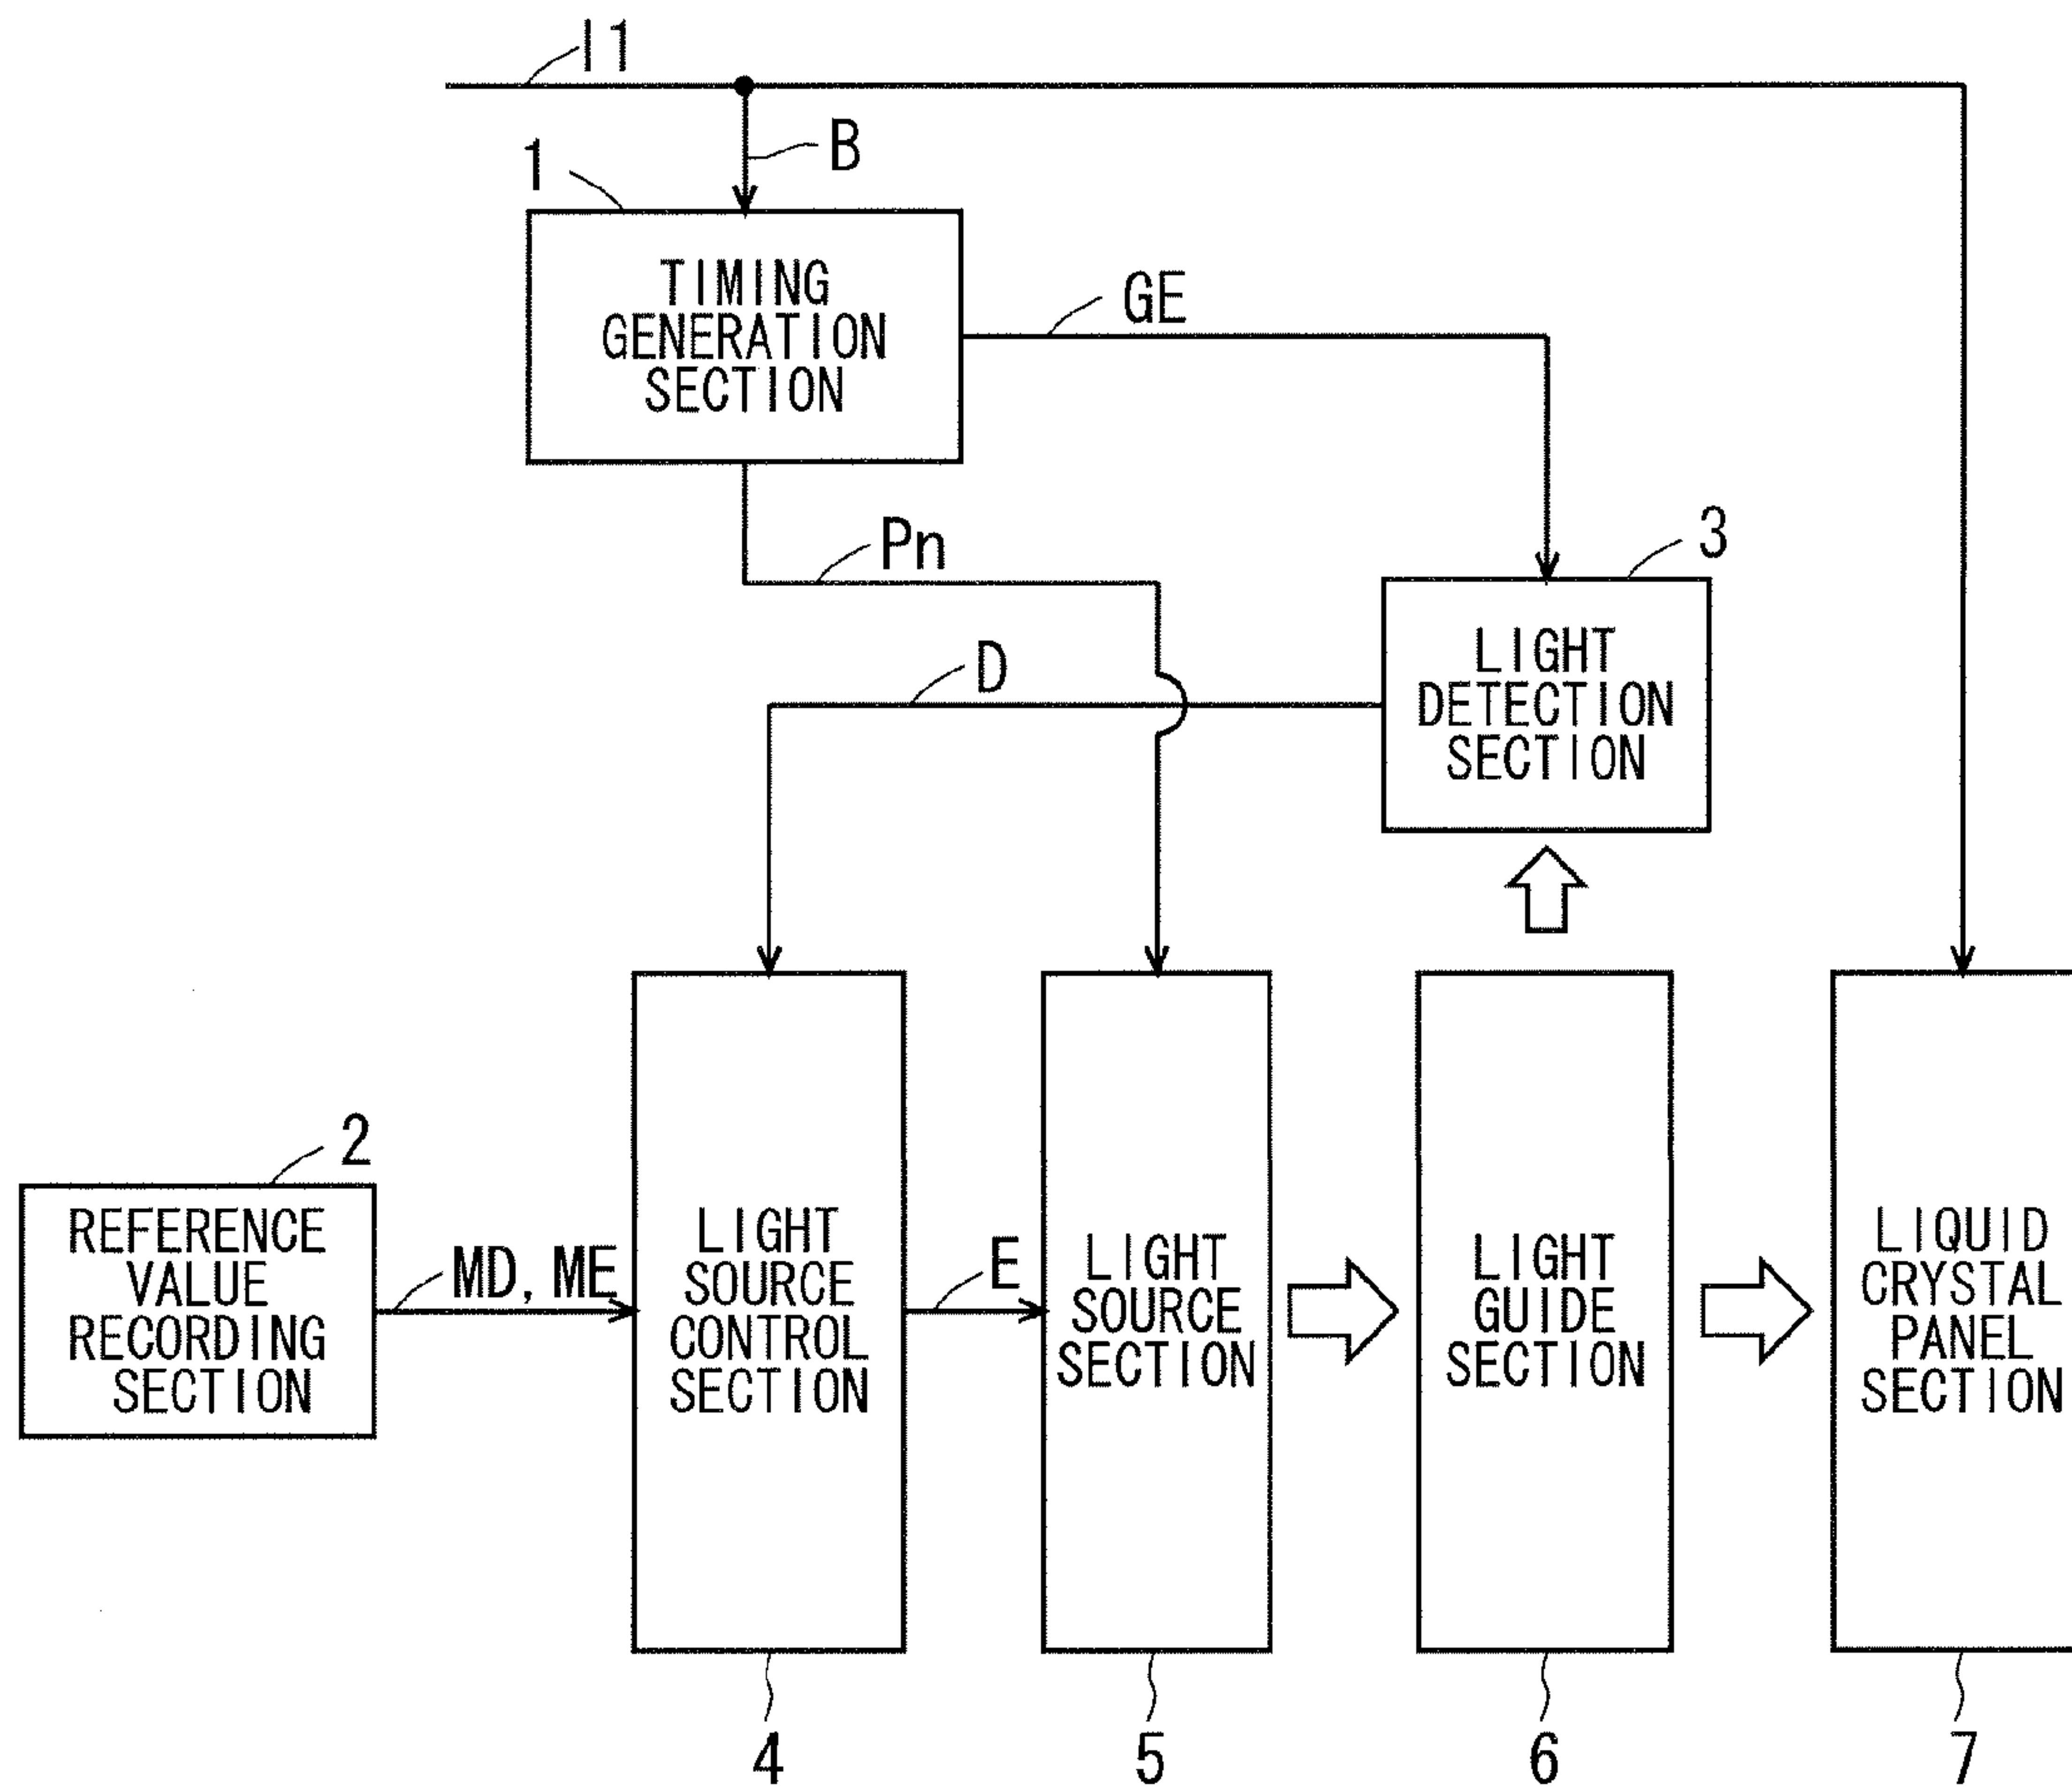 I1
B
1
TIMING
GENERATION
SECTION
GE
Pn
3
D
LIGHT
DETECTION
SECTION
2
REFERENCE
VALUE
RECORDING
SECTION
MD, ME
LIGHT
SOURCE
CONTROL
SECTION
E
LIGHT
SOURCE
SECTION
LIGHT
GUIDE
SECTION
LIQUID
CRYSTAL
PANEL
SECTION
4
5
6
7